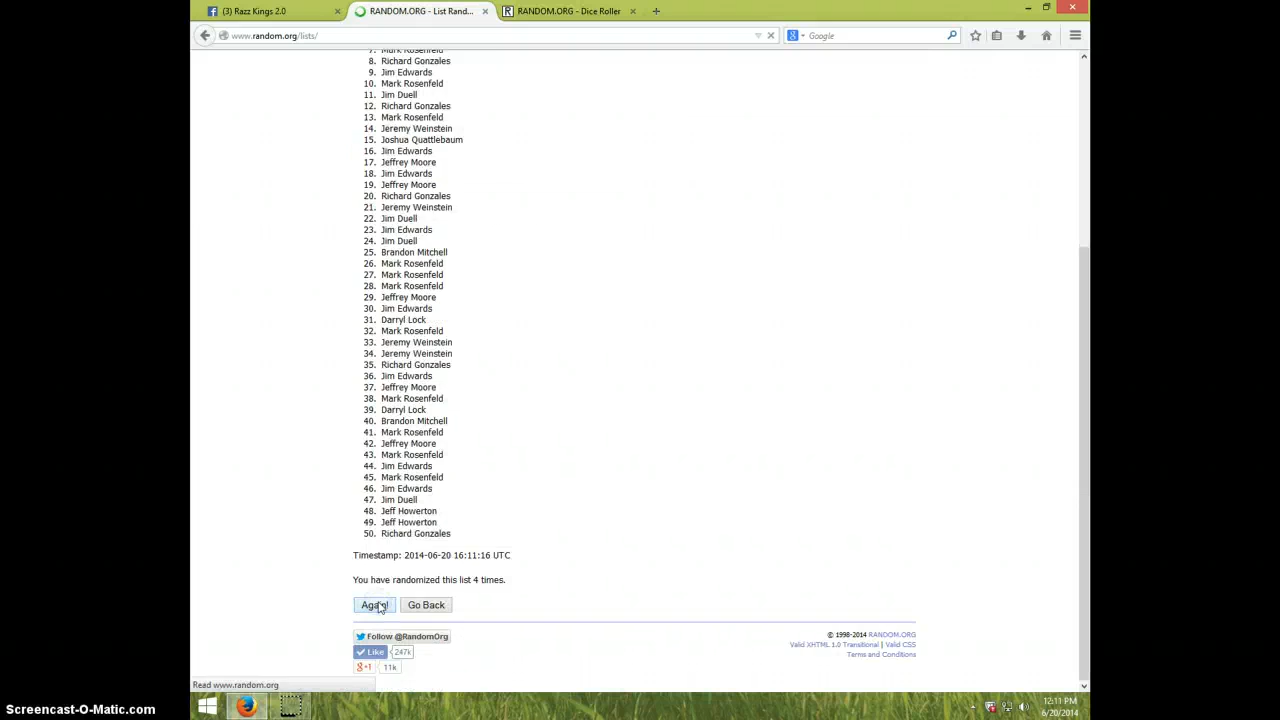 (3) Razz Kings 2.0
RANDOM.ORG - List Rand...
RANDOM.ORG - Dice Roller
www.random.org/lists/
Google
7. Mark Rosenfeld
8. Richard Gonzales
9. Jim Edwards
10. Mark Rosenfeld
11. Jim Duell
12. Richard Gonzales
13. Mark Rosenfeld
14. Jeremy Weinstein
15. Joshua Quattlebaum
16. Jim Edwards
17. Jeffrey Moore
18. Jim Edwards
19. Jeffrey Moore
20. Richard Gonzales
21. Jeremy Weinstein
22. Jim Duell
23. Jim Edwards
24. Jim Duell
25. Brandon Mitchell
26. Mark Rosenfeld
27. Mark Rosenfeld
28. Mark Rosenfeld
29. Jeffrey Moore
30. Jim Edwards
31. Darryl Lock
32. Mark Rosenfeld
33. Jeremy Weinstein
34. Jeremy Weinstein
35. Richard Gonzales
36. Jim Edwards
37. Jeffrey Moore
38. Mark Rosenfeld
39. Darryl Lock
40. Brandon Mitchell
41. Mark Rosenfeld
42. Jeffrey Moore
43. Mark Rosenfeld
44. Jim Edwards
45. Mark Rosenfeld
46. Jim Edwards
47. Jim Duell
48. Jeff Howerton
49. Jeff Howerton
50. Richard Gonzales
Timestamp: 2014-06-20 16:11:16 UTC
You have randomized this list 4 times.
Again! Go Back
Follow @RandomOrg
Like 247k
g+1 11k
© 1998-2014 RANDOM.ORG
Valid XHTML 1.0 Transitional | Valid CSS
Terms and Conditions
Read www.random.org
12:11 PM
6/20/2014
Screencast-O-Matic.com